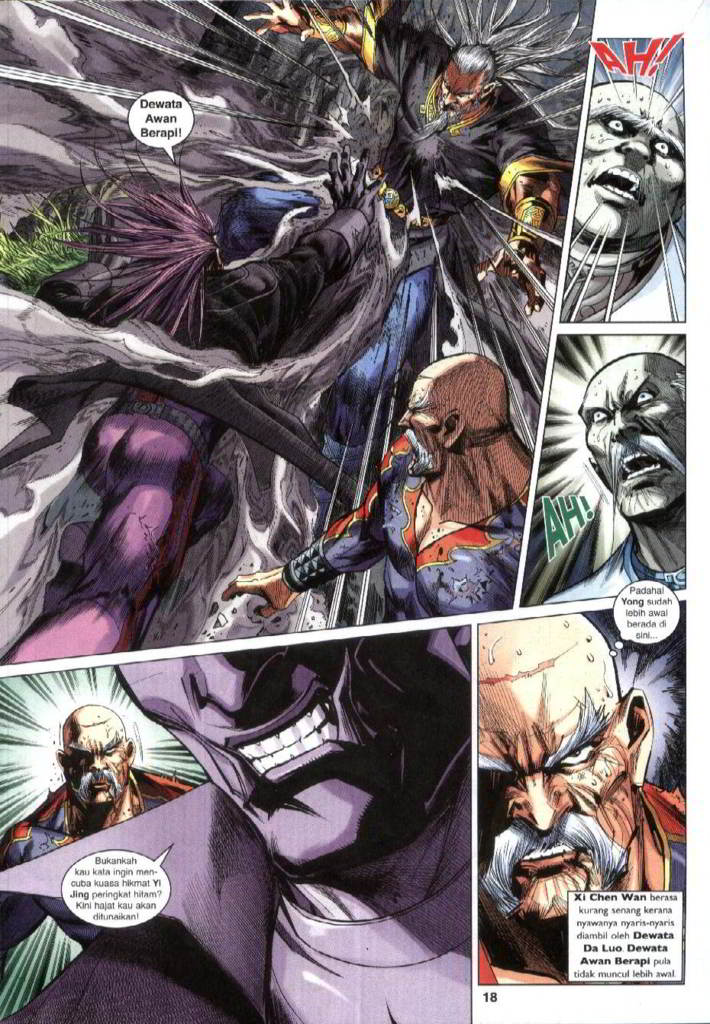 Dewata
Awan
Berapi!
AH!
AH!
Padahal
Yong sudah
lebih awal
berada di
sini...
Bukankah
kau kata ingin men-
cuba kuasa hikmat Yi
Jing peringkat hitam?
Kini hajat kau akan
ditunaikan!
Xi Chen Wan berasa
kurang senang kerana
nyawanya nyaris-nyaris
diambil oleh Dewata
Da Luo. Dewata
Awan Berapi pula
tidak muncul lebih awal.
18